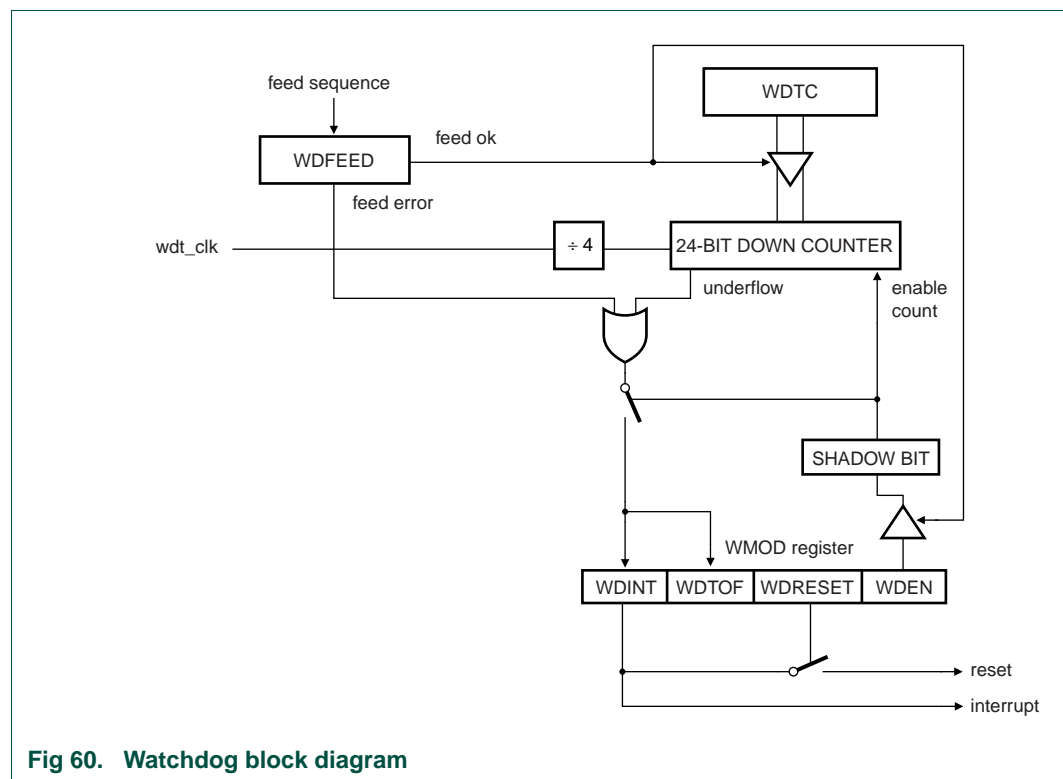 feed sequence
WDTC
feed ok
WDFEED
feed error
wdt_clk
÷ 4
24-BIT DOWN COUNTER
underflow
enable
count
SHADOW BIT
WMOD register
WDINT
WDTOF
WDRESET
WDEN
reset
interrupt
Fig 60. Watchdog block diagram